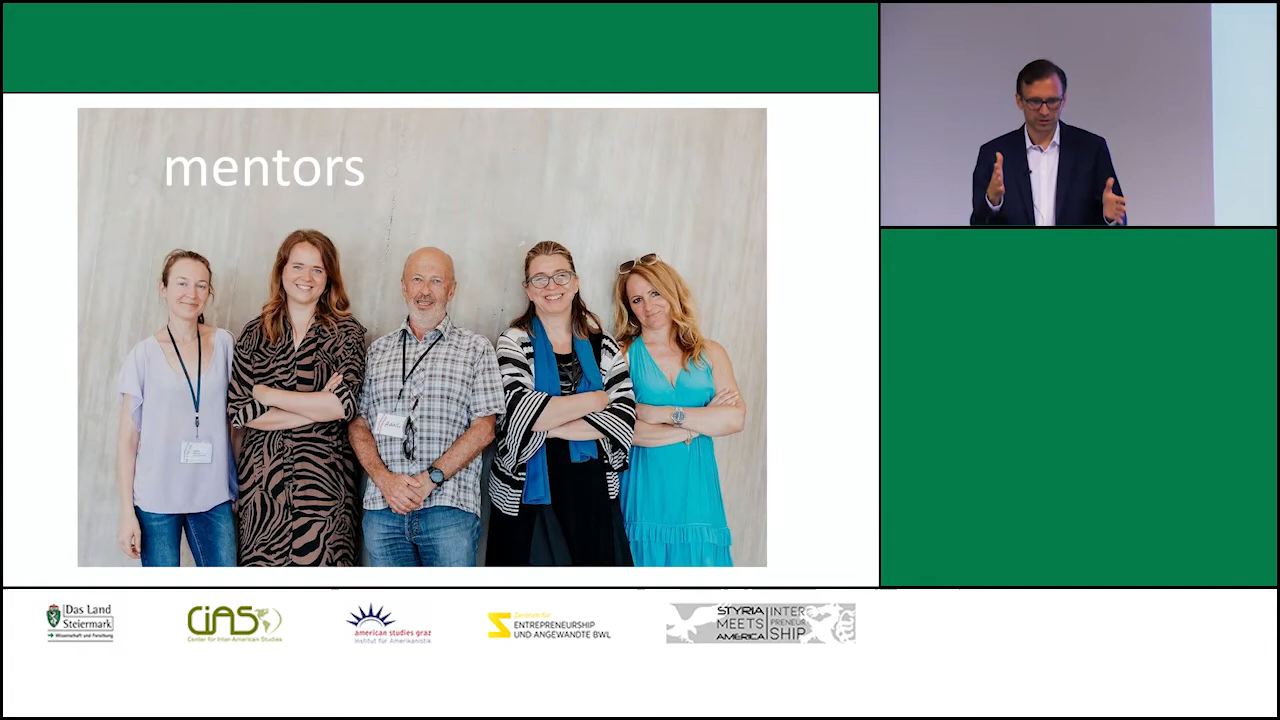 mentors
Das Land
Steiermark
Wissenschaft und Forschung
CIAS
Center for Inter-American Studies
american studies graz
Institut für Amerikanistik
Zentrum für
ENTREPRENEURSHIP
UND ANGEWANDTE BWL
STYRIA
MEETS
AMERICA
INTER
PRENEUR
SHIP